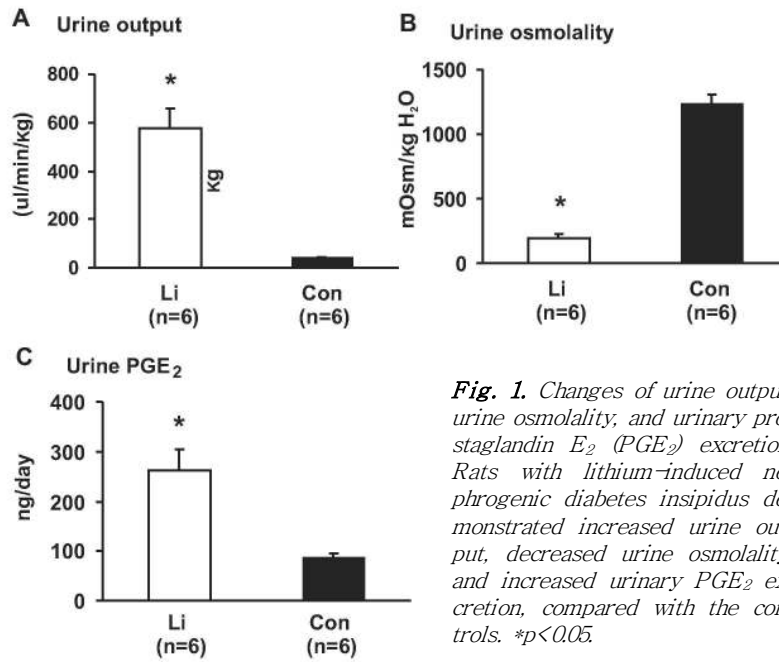 A Urine output
800
600
400
200
0
(ul/min/kg)
kg
*
Li
(n=6)
Con
(n=6)
B Urine osmolality
1500
1000
500
0
mOsm/kg H₂O
*
Li
(n=6)
Con
(n=6)
C Urine PGE₂
400
300
200
100
0
ng/day
*
Li
(n=6)
Con
(n=6)
Fig. 1. Changes of urine output
urine osmolality, and urinary pro
staglandin E₂ (PGE₂) excretion
Rats with lithium-induced ne
phrogenic diabetes insipidus de
monstrated increased urine out
put, decreased urine osmolality
and increased urinary PGE₂ ex
cretion, compared with the con
trols. *p<0.05.